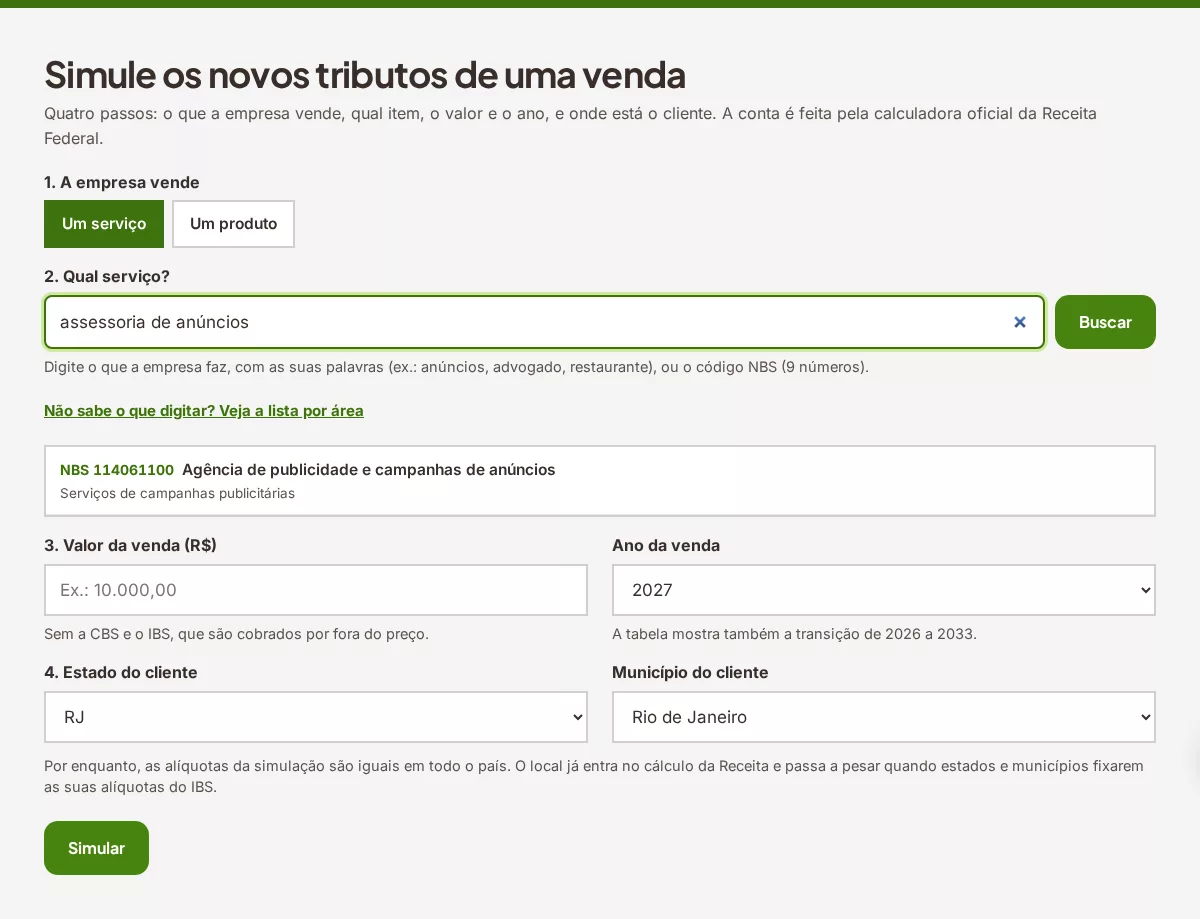 Simule os novos tributos de uma venda
Quatro passos: o que a empresa vende, qual item, o valor e o ano, e onde está o cliente. A conta é feita pela calculadora oficial da Receita
Federal.
1. A empresa vende
Um serviço
Um produto
2. Qual serviço?
assessoria de anúncios
Buscar
Digite o que a empresa faz, com as suas palavras (ex.: anúncios, advogado, restaurante), ou o código NBS (9 números).
Não sabe o que digitar? Veja a lista por área
NBS 114061100 Agência de publicidade e campanhas de anúncios
Serviços de campanhas publicitárias
3. Valor da venda (R$)
Ex.: 10.000,00
Sem a CBS e o IBS, que são cobrados por fora do preço.
Ano da venda
2027
A tabela mostra também a transição de 2026 a 2033.
4. Estado do cliente
RJ
Município do cliente
Rio de Janeiro
Por enquanto, as alíquotas da simulação são iguais em todo o país. O local já entra no cálculo da Receita e passa a pesar quando estados e municípios fixarem
as suas alíquotas do IBS.
Simular